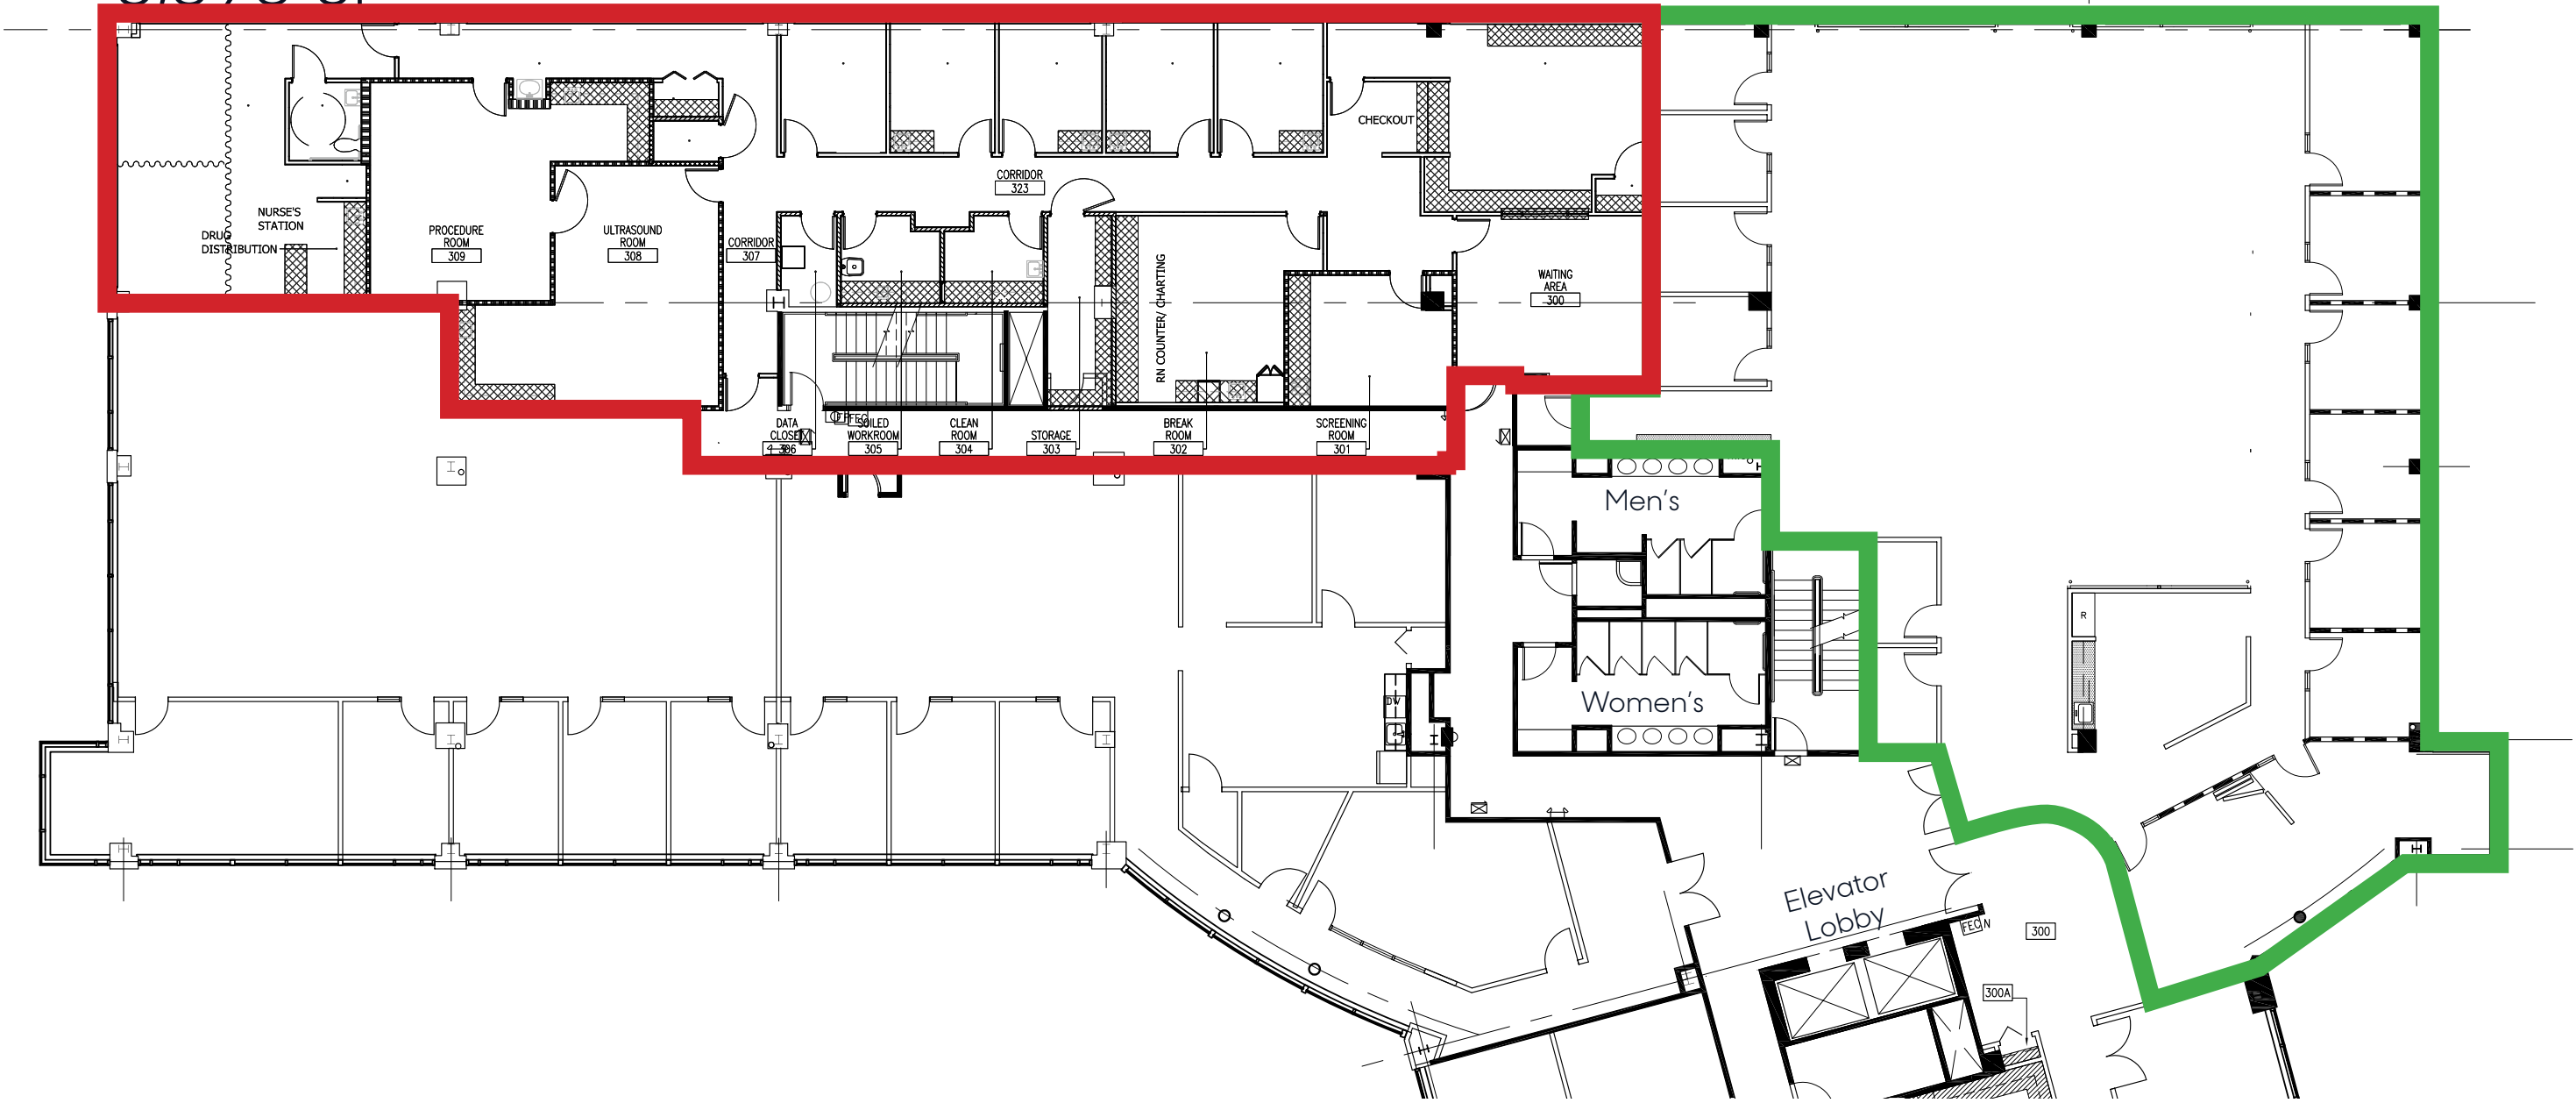 CHECKOUT
CORRIDOR
323
NURSE'S
STATION
DRUG
DISTRIBUTION
PROCEDURE
ROOM
309
ULTRASOUND
ROOM
308
CORRIDOR
307
RN COUNTER/ CHARTING
WAITING
AREA
300
DATA
CLOSET
306
SOILED
WORKROOM
305
CLEAN
ROOM
304
STORAGE
303
BREAK
ROOM
302
SCREENING
ROOM
301
Men's
Women's
R
DW
Elevator
Lobby
FEC
300
300A